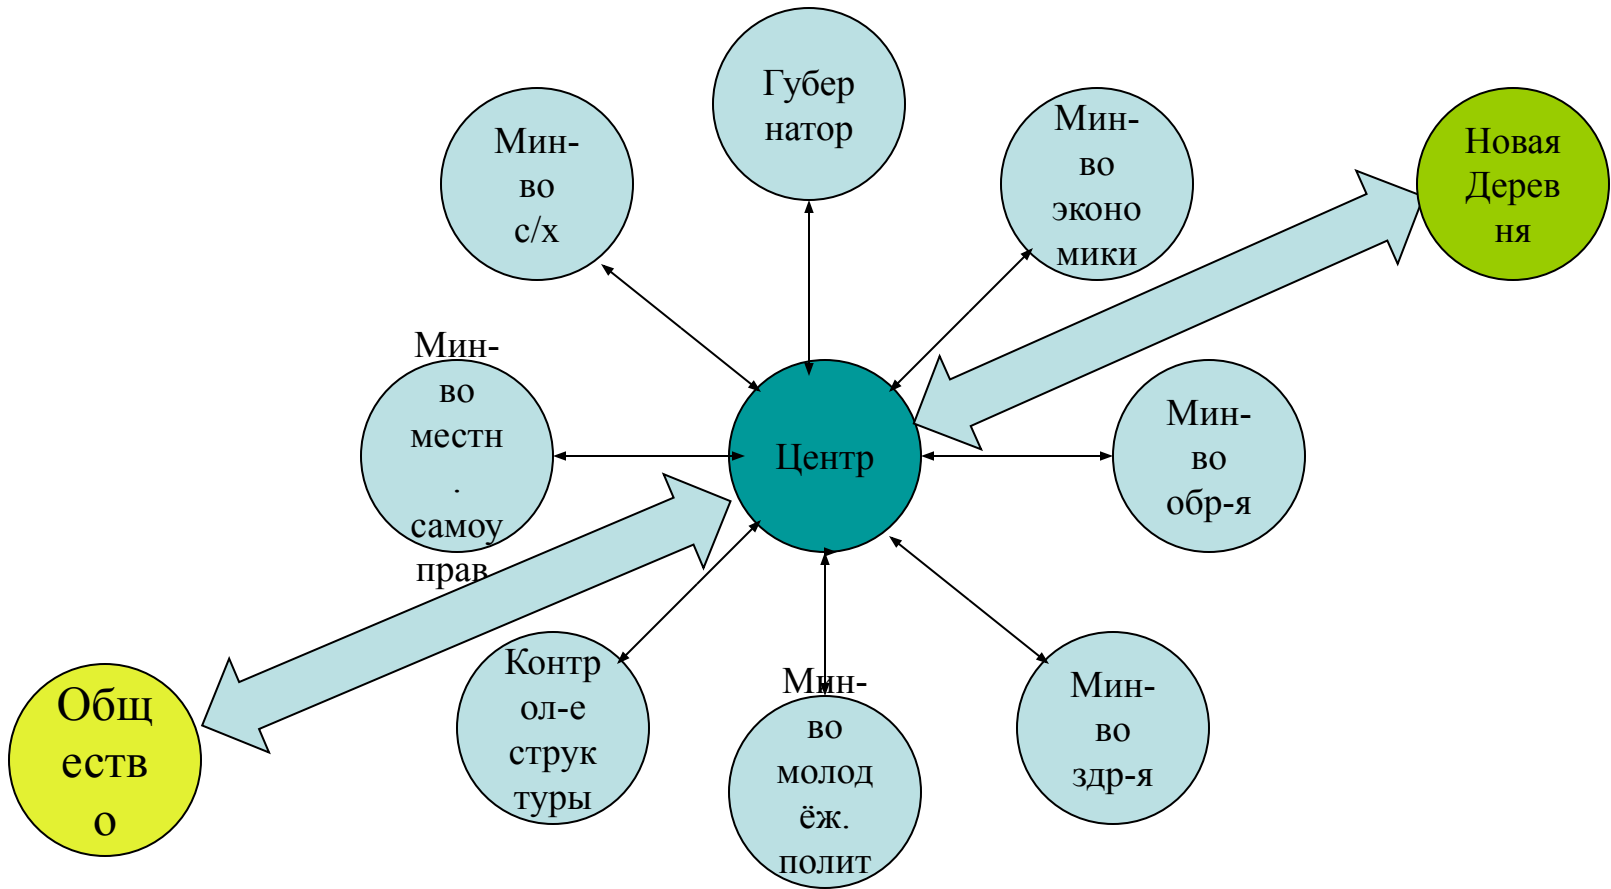 Губер
натор
Мин-
во
эконо
мики
Мин-
во
с/х
Новая
Дерев
ня
Мин-
во
местн
.
самоу
прав
Центр
Мин-
во
обр-я
Контр
ол-е
струк
туры
Мин-
во
молод
ёж.
полит
Мин-
во
здр-я
Общ
еств
о